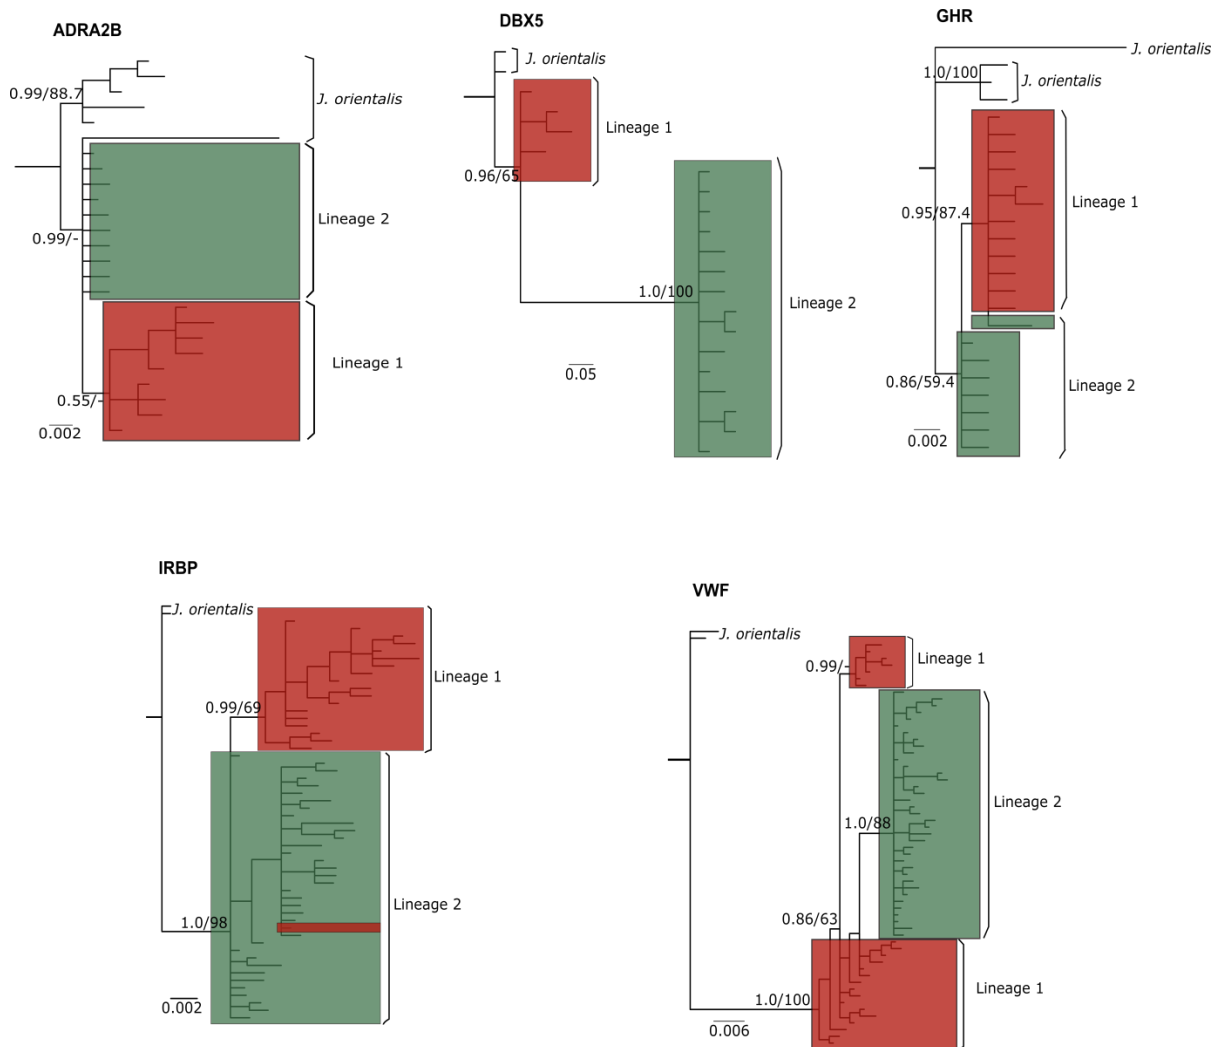 ADRA2B
0.99/88.7
J. orientalis
Lineage 2
0.99/-
Lineage 1
0.55/-
0.002
DBX5
J. orientalis
Lineage 1
0.96/65
1.0/100
Lineage 2
0.05
GHR
J. orientalis
1.0/100
J. orientalis
Lineage 1
0.95/87.4
Lineage 2
0.86/59.4
0.002
IRBP
J. orientalis
Lineage 1
0.99/69
Lineage 2
1.0/98
0.002
VWF
J. orientalis
Lineage 1
0.99/-
Lineage 2
1.0/88
0.86/63
Lineage 1
1.0/100
0.006